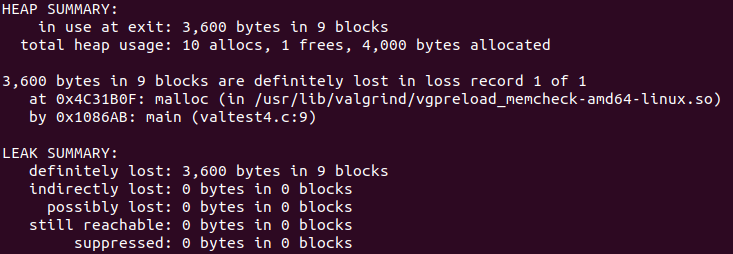 HEAP SUMMARY:
in use at exit: 3,600 bytes in 9 blocks
total heap usage: 10 allocs, 1 frees, 4,000 bytes allocated
3,600 bytes in 9 blocks are definitely lost in loss record 1 of 1
at 0x4C31B0F: malloc (in /usr/lib/valgrind/vgpreload_memcheck-amd64-linux.so)
by 0x1086AB: main (valtest4.c:9)
LEAK SUMMARY:
definitely lost: 3,600 bytes in 9 blocks
indirectly lost: 0 bytes in 0 blocks
possibly lost: 0 bytes in 0 blocks
still reachable: 0 bytes in 0 blocks
suppressed: 0 bytes in 0 blocks